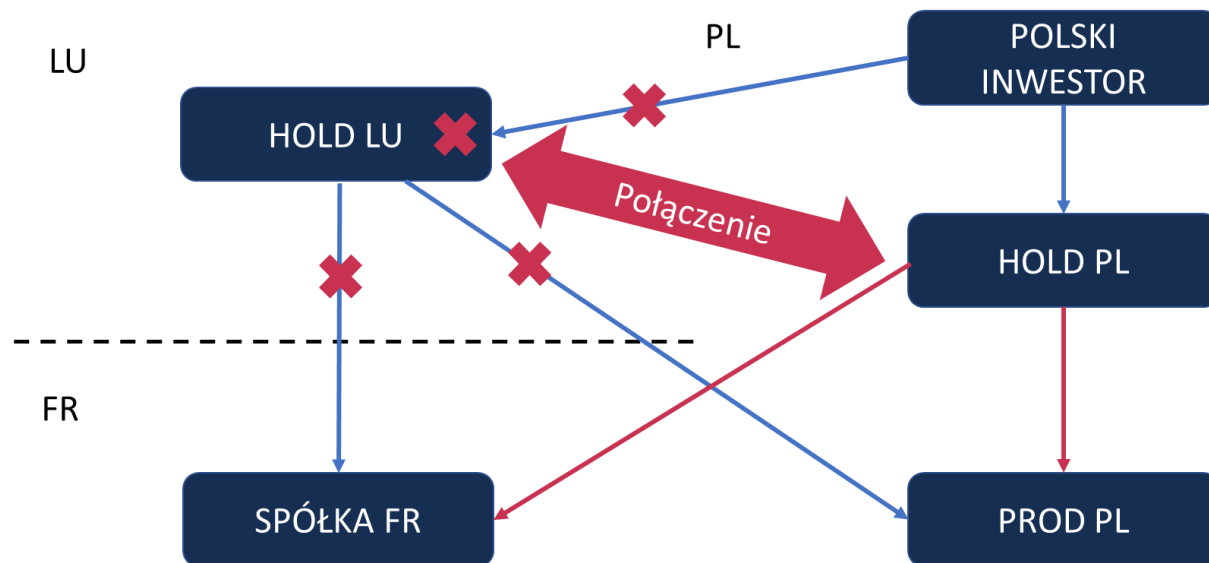 LU
PL
POLSKI
INWESTOR
HOLD LU
Połączenie
HOLD PL
FR
SPÓŁKA FR
PROD PL